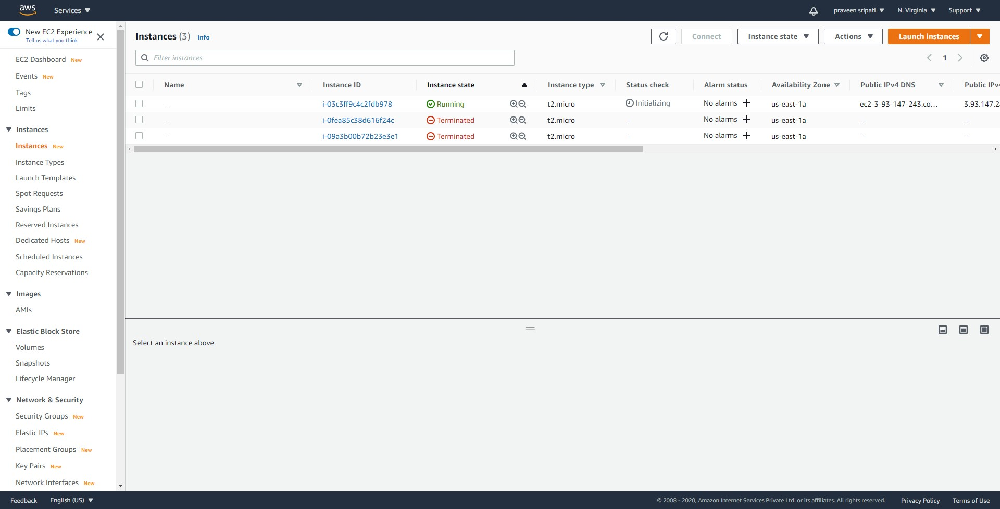 aws Services praveen sripati N. Virginia Support
New EC2 Experience
Tell us what you think
EC2 Dashboard New
Events New
Tags
Limits
Instances
Instances New
Instance Types
Launch Templates
Spot Requests
Savings Plans
Reserved Instances
Dedicated Hosts New
Scheduled Instances
Capacity Reservations
Images
AMIs
Elastic Block Store
Volumes
Snapshots
Lifecycle Manager
Network & Security
Security Groups New
Elastic IPs New
Placement Groups New
Key Pairs New
Network Interfaces New
Instances (3) Info Connect Instance state Actions Launch instances
Filter instances 1
Name Instance ID Instance state Instance type Status check Alarm status Availability Zone Public IPv4 DNS Public IPv4
– i-03c3ff9c4c2fdb978 Running t2.micro Initializing No alarms + us-east-1a ec2-3-93-147-243.co... 3.93.147.2
– i-0fea85c38d616f24c Terminated t2.micro – No alarms + us-east-1a – –
– i-09a3b00b72b23e3e1 Terminated t2.micro – No alarms + us-east-1a – –
Select an instance above
Feedback English (US) © 2008 - 2020, Amazon Internet Services Private Ltd. or its affiliates. All rights reserved. Privacy Policy Terms of Use